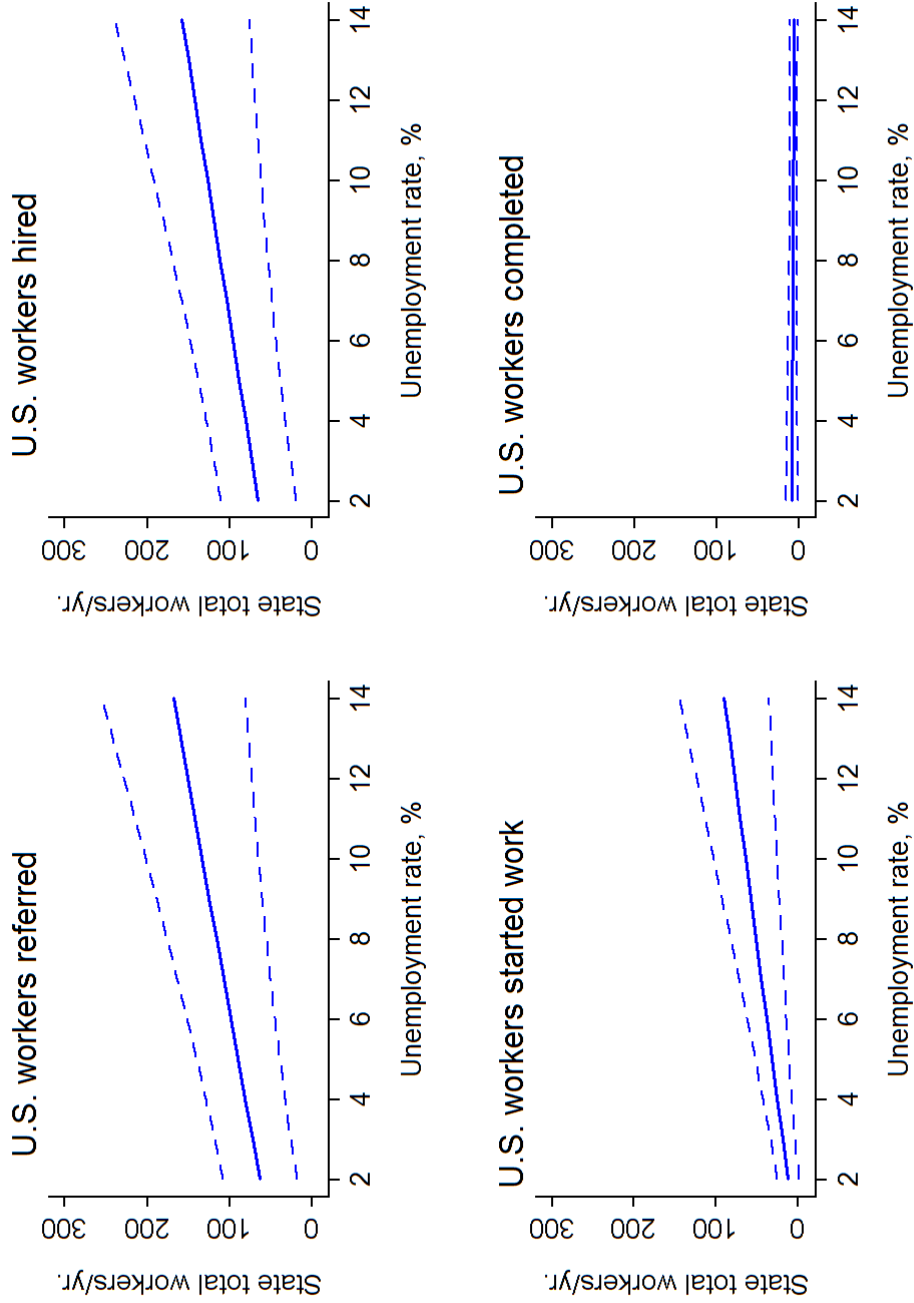 U.S. workers referred
State total workers/yr.
300
200
100
0
2 4 6 8 10 12 14
Unemployment rate, %
U.S. workers hired
State total workers/yr.
300
200
100
0
2 4 6 8 10 12 14
Unemployment rate, %
U.S. workers started work
State total workers/yr.
300
200
100
0
2 4 6 8 10 12 14
Unemployment rate, %
U.S. workers completed
State total workers/yr.
300
200
100
0
2 4 6 8 10 12 14
Unemployment rate, %